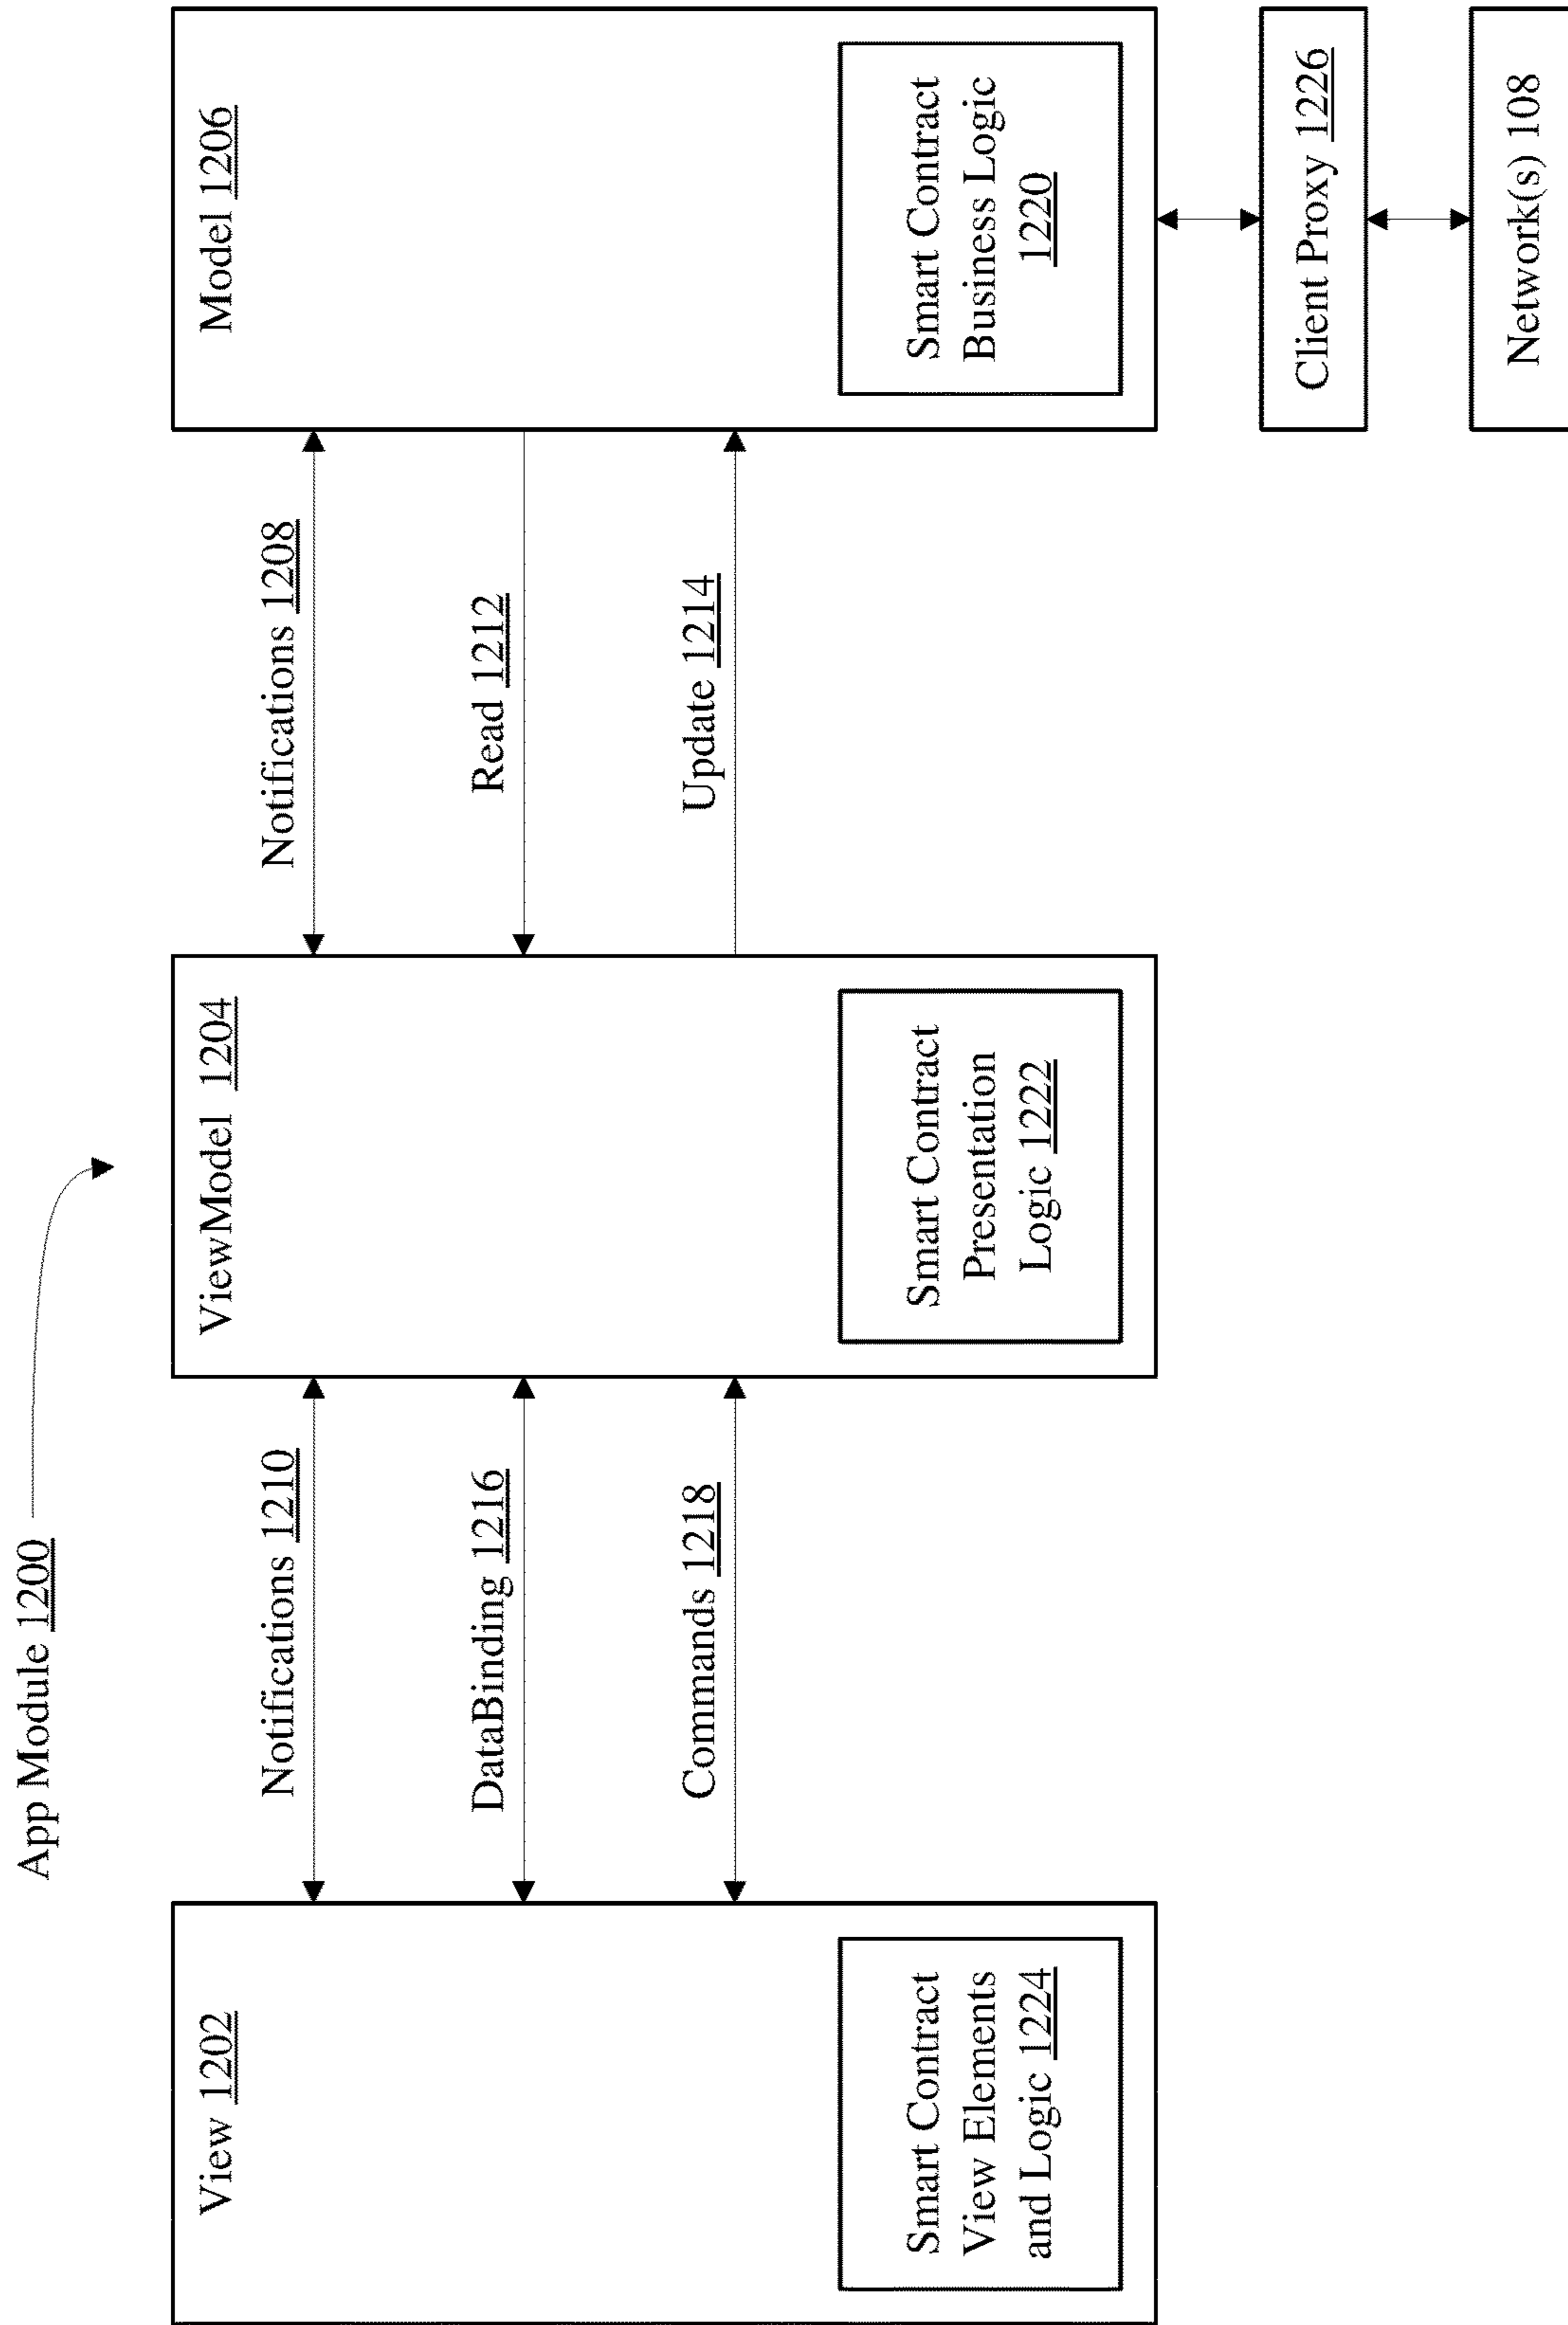 App Module 1200
View 1202
Smart Contract
View Elements
and Logic 1224
Notifications 1210
DataBinding 1216
Commands 1218
ViewModel 1204
Smart Contract
Presentation
Logic 1222
Notifications 1208
Read 1212
Update 1214
Model 1206
Smart Contract
Business Logic
1220
Client Proxy 1226
Network(s) 108